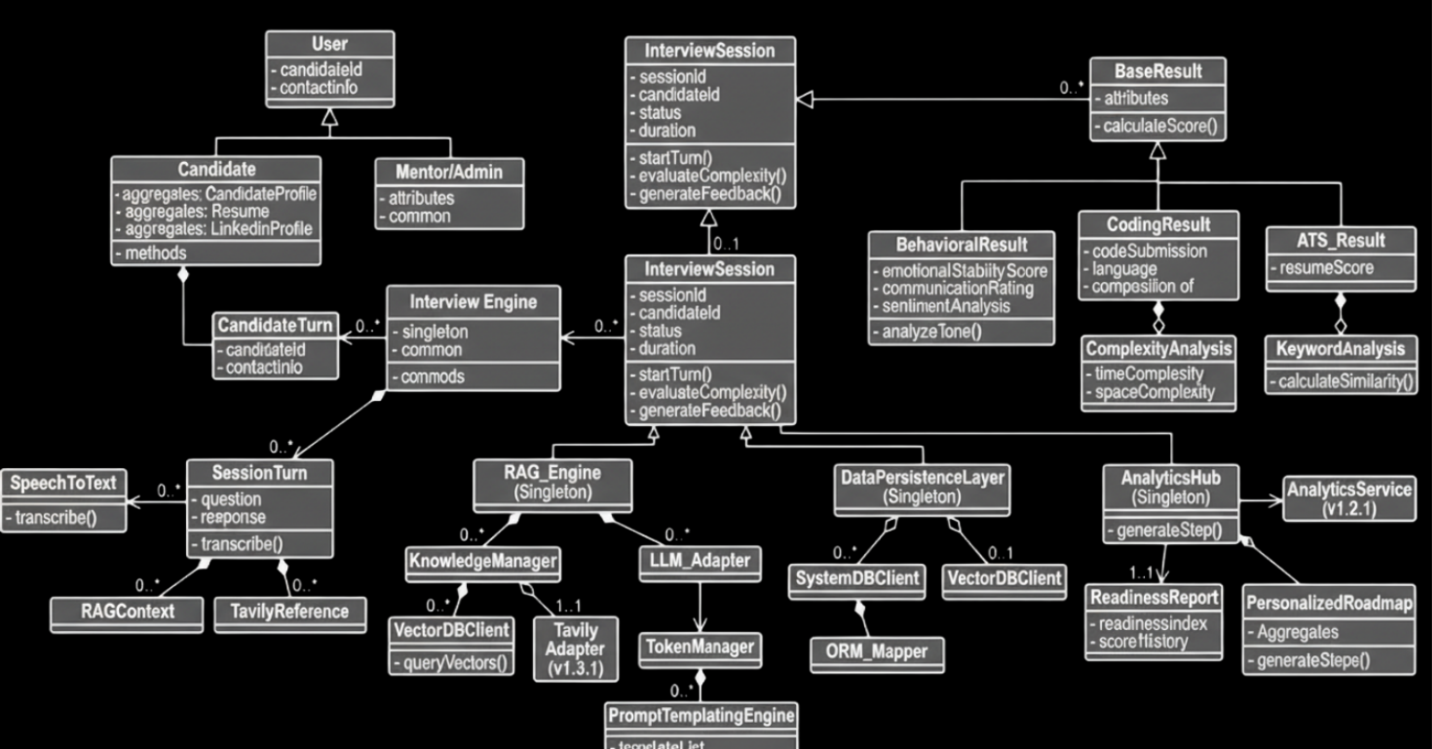 User
- candidaleld
- contactinfo
InterviewSession
- sessionId
- candidateId
- status
- duration
- startTurn()
- evaluateComplexity()
- generateFeedback()
0..*
BaseResult
- attributes
- calculateScore()
Candidate
- aggregates: CandidateProfile
- aggregates: Resume
- aggregates: LinkedinProfile
- methods
Mentor/Admin
- attributes
- common
0..1
InterviewSession
- sessionId
- candidateId
- status
- duration
- startTurn()
- evaluateComplexity()
- generateFeedback()
BehavioralResult
- emotionalStabiity Score
- communicationRating
- sentimentAnalysis
- analyzeTone()
CodingResult
- codeSubmission
- language
- composition of
ATS_Result
- resumeScore
CandidateTurn
- candidateId
- contactinfo
0..*
Interview Engine
- singleton
- common
- commods
0..*
ComplexityAnalysis
- timeComplesity
- spaceComplexity
KeywordAnalysis
- calculateSimilarity()
0..*
SpeechToText
- transcribe()
0..*
SessionTurn
- question
- response
- transcribe()
RAG_Engine
(Singleton)
DataPersistenceLayer
(Singleton)
AnalyticsHub
(Singleton)
- generateStep()
AnalyticsService
(v1.2.1)
0..*
0..*
RAGContext
TavilyReference
0..*
0..*
KnowledgeManager
LLM_Adapter
0..*
0..1
SystemDBClient
VectorDBClient
1..1
ReadinessReport
- readinessindex
- PersonalizedRoadmap
- Aggregates
- generateStepe()
0..*
1..1
VectorDBClient
- queryVectors()
Tavily
Adapter
(v1.3.1)
TokenManager
ORM_Mapper
0..*
PromptTemplatingEngine